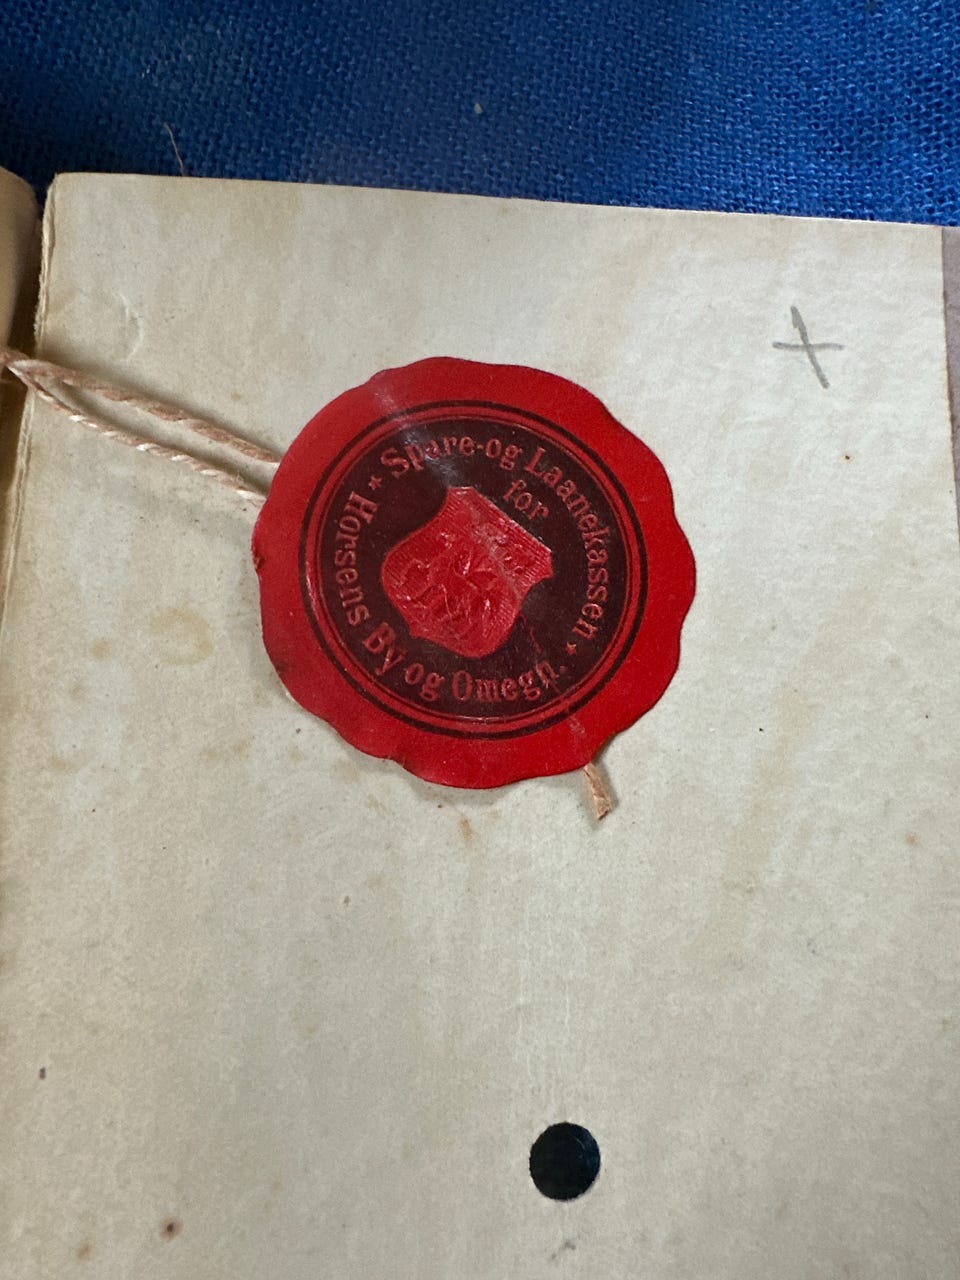 Spare-og Laanekassen
for
Horsens By og Omegn.